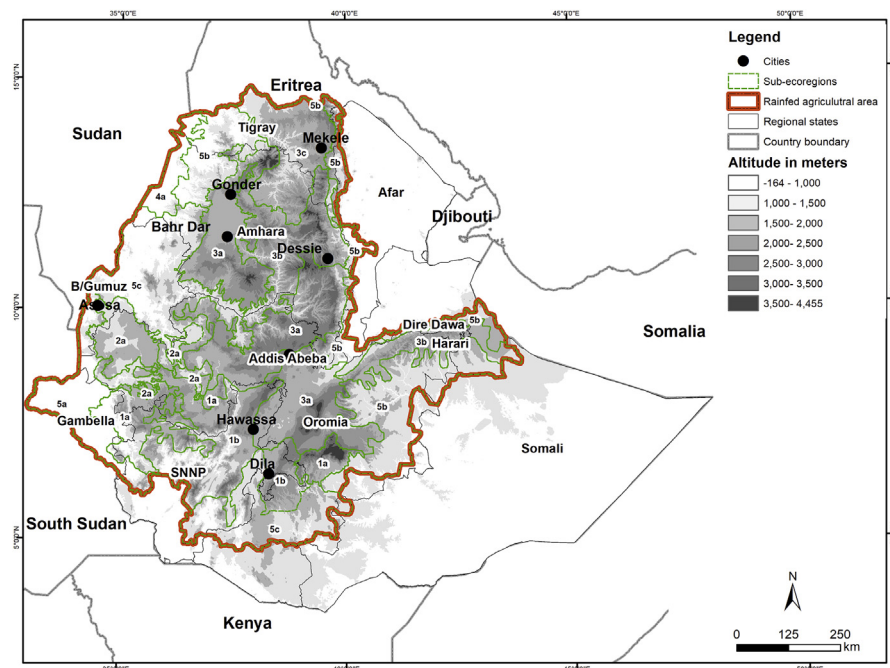 35°0'0"E 40°0'0"E 45°0'0"E 50°0'0"E
15°0'0"N
10°0'0"N
5°0'0"N
Eritrea
Sudan
Tigray
5b
Mekele
3c
5b
5b
Gonder
4a
Afar
Bahr Dar
Amhara
Djibouti
3a
3b
Dessie
5b
B/Gumuz
5c
Asosa
2a
3a
Dire Dawa
5b
Somalia
2a
Addis Abeba
5b
3b
Harari
2a
5a
2a
1a
3a
5b
Gambella
1a
Hawassa
Oromia
1b
Somali
SNNP
Dila
1a
1b
South Sudan
5c
Kenya
Legend
Cities
Sub-ecoregions
Rainfed agriculutral area
Regional states
Country boundary
Altitude in meters
-164 - 1,000
1,000 - 1,500
1,500- 2,000
2,000- 2,500
2,500- 3,000
3,000- 3,500
3,500- 4,455
N
0 125 250
km